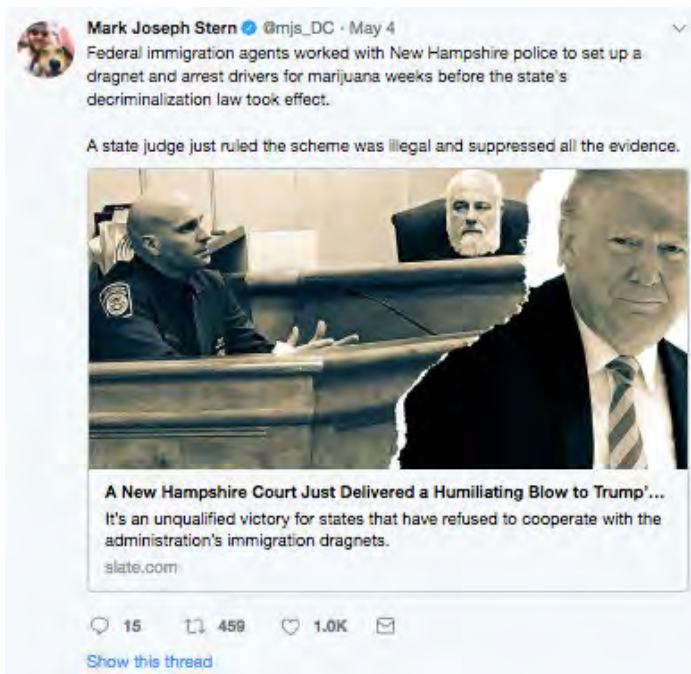 Mark Joseph Stern @mjs_DC · May 4
Federal immigration agents worked with New Hampshire police to set up a
dragnet and arrest drivers for marijuana weeks before the state's
decriminalization law took effect.
A state judge just ruled the scheme was illegal and suppressed all the evidence.
A New Hampshire Court Just Delivered a Humiliating Blow to Trump'...
It's an unqualified victory for states that have refused to cooperate with the
administration's immigration dragnets.
slate.com
15 459 1.0K
Show this thread